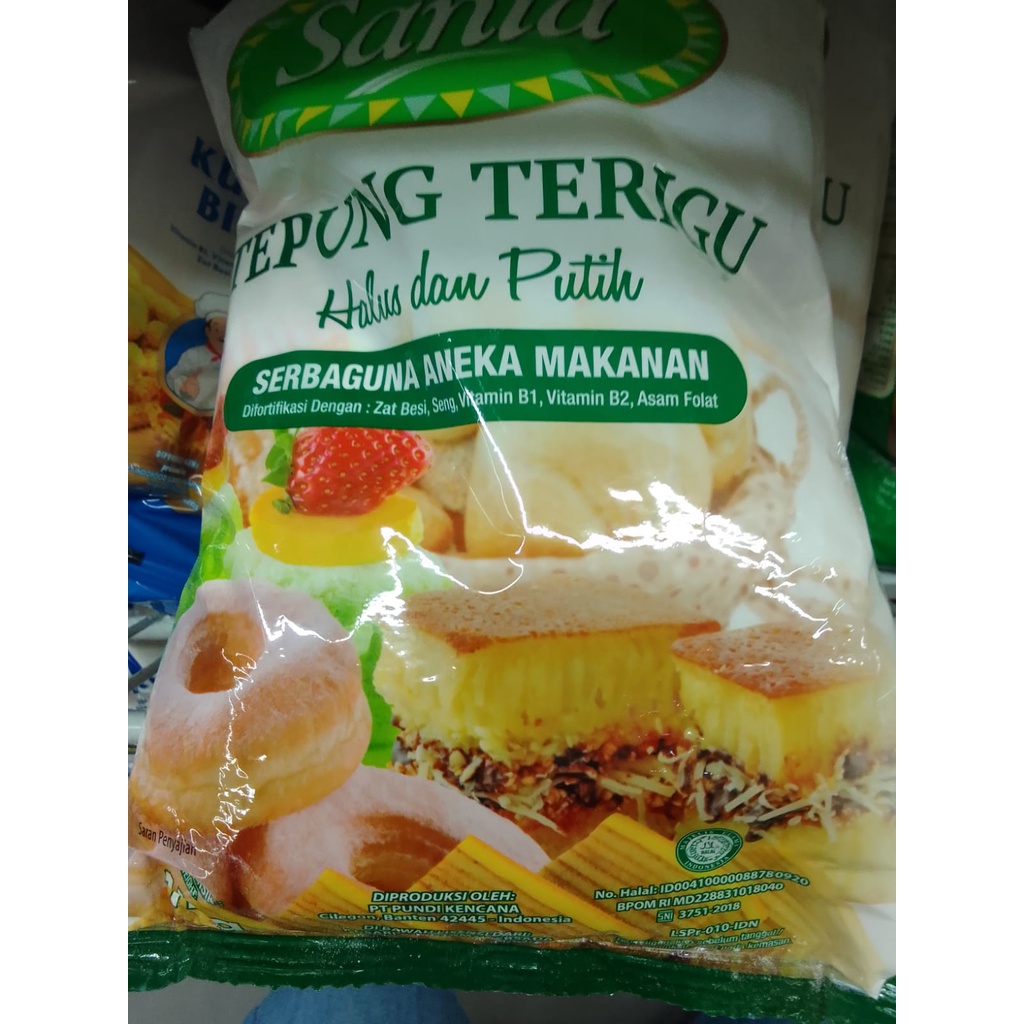 Sania
TEPUNG TERIGU
Halus dan Putih
SERBAGUNA ANEKA MAKANAN
Difortifikasi Dengan : Zat Besi, Seng, Vitamin B1, Vitamin B2, Asam Folat
Saran Penyajian
DIPRODUKSI OLEH:
PT PUNDI KENCANA
Cilegon, Banten 42445 - Indonesia
HALAL
INDONESIA
No. Halal: ID00410000088780920
BPOM RI MD228831018040
SNI 3751-2018
LSPr-010-IDN